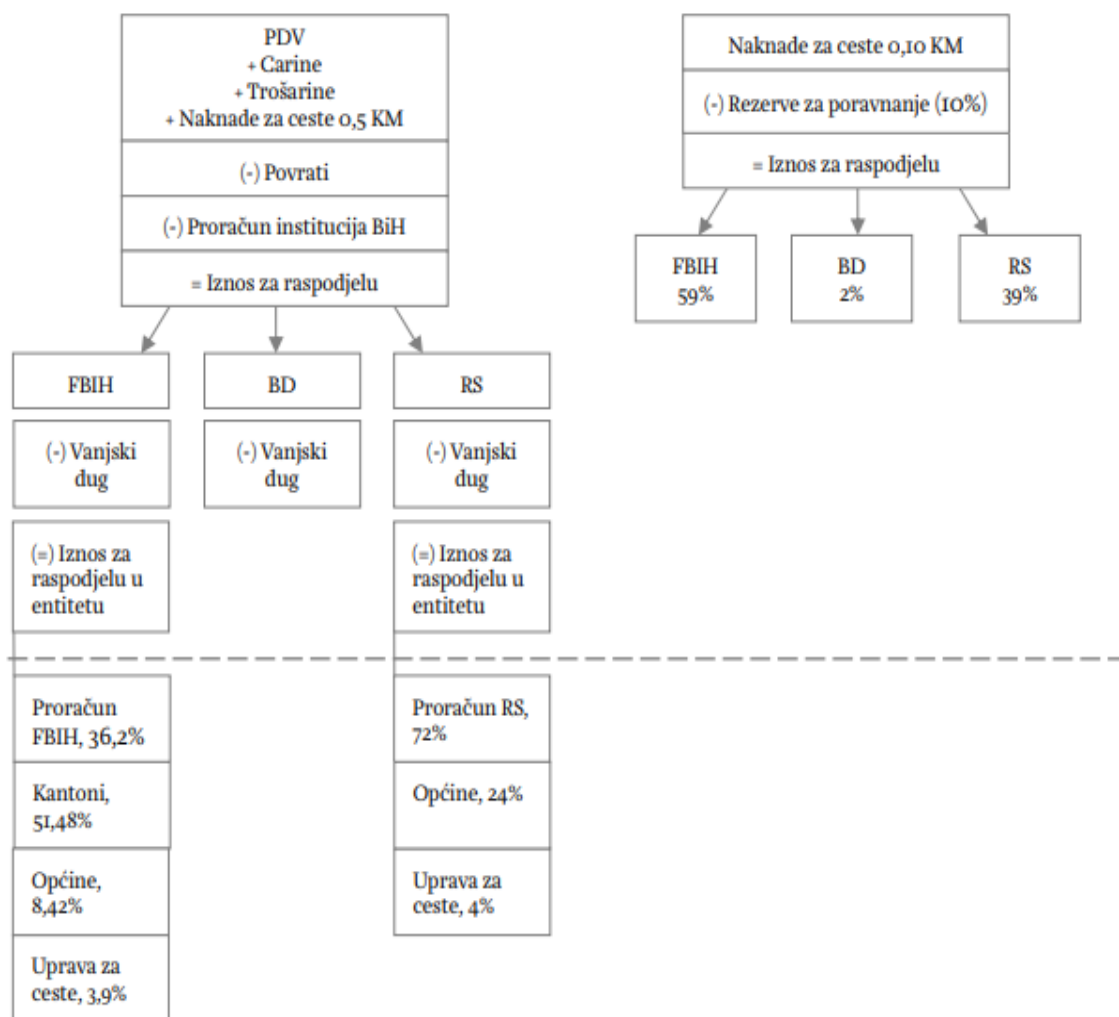 PDV
+ Carine
+ Trošarine
+ Naknade za ceste 0,5 KM
(-) Povrati
(-) Proračun institucija BiH
= Iznos za raspodjelu
Naknade za ceste 0,10 KM
(-) Rezerve za poravnanje (10%)
= Iznos za raspodjelu
FBIH
59%
BD
2%
RS
39%
FBIH
BD
RS
(-) Vanjski
dug
(-) Vanjski
dug
(-) Vanjski
dug
(=) Iznos za
raspodjelu u
entitetu
(=) Iznos za
raspodjelu u
entitetu
Proračun
FBIH, 36,2%
Kantoni,
51,48%
Općine,
8,42%
Uprava za
ceste, 3,9%
Proračun RS,
72%
Općine, 24%
Uprava za
ceste, 4%